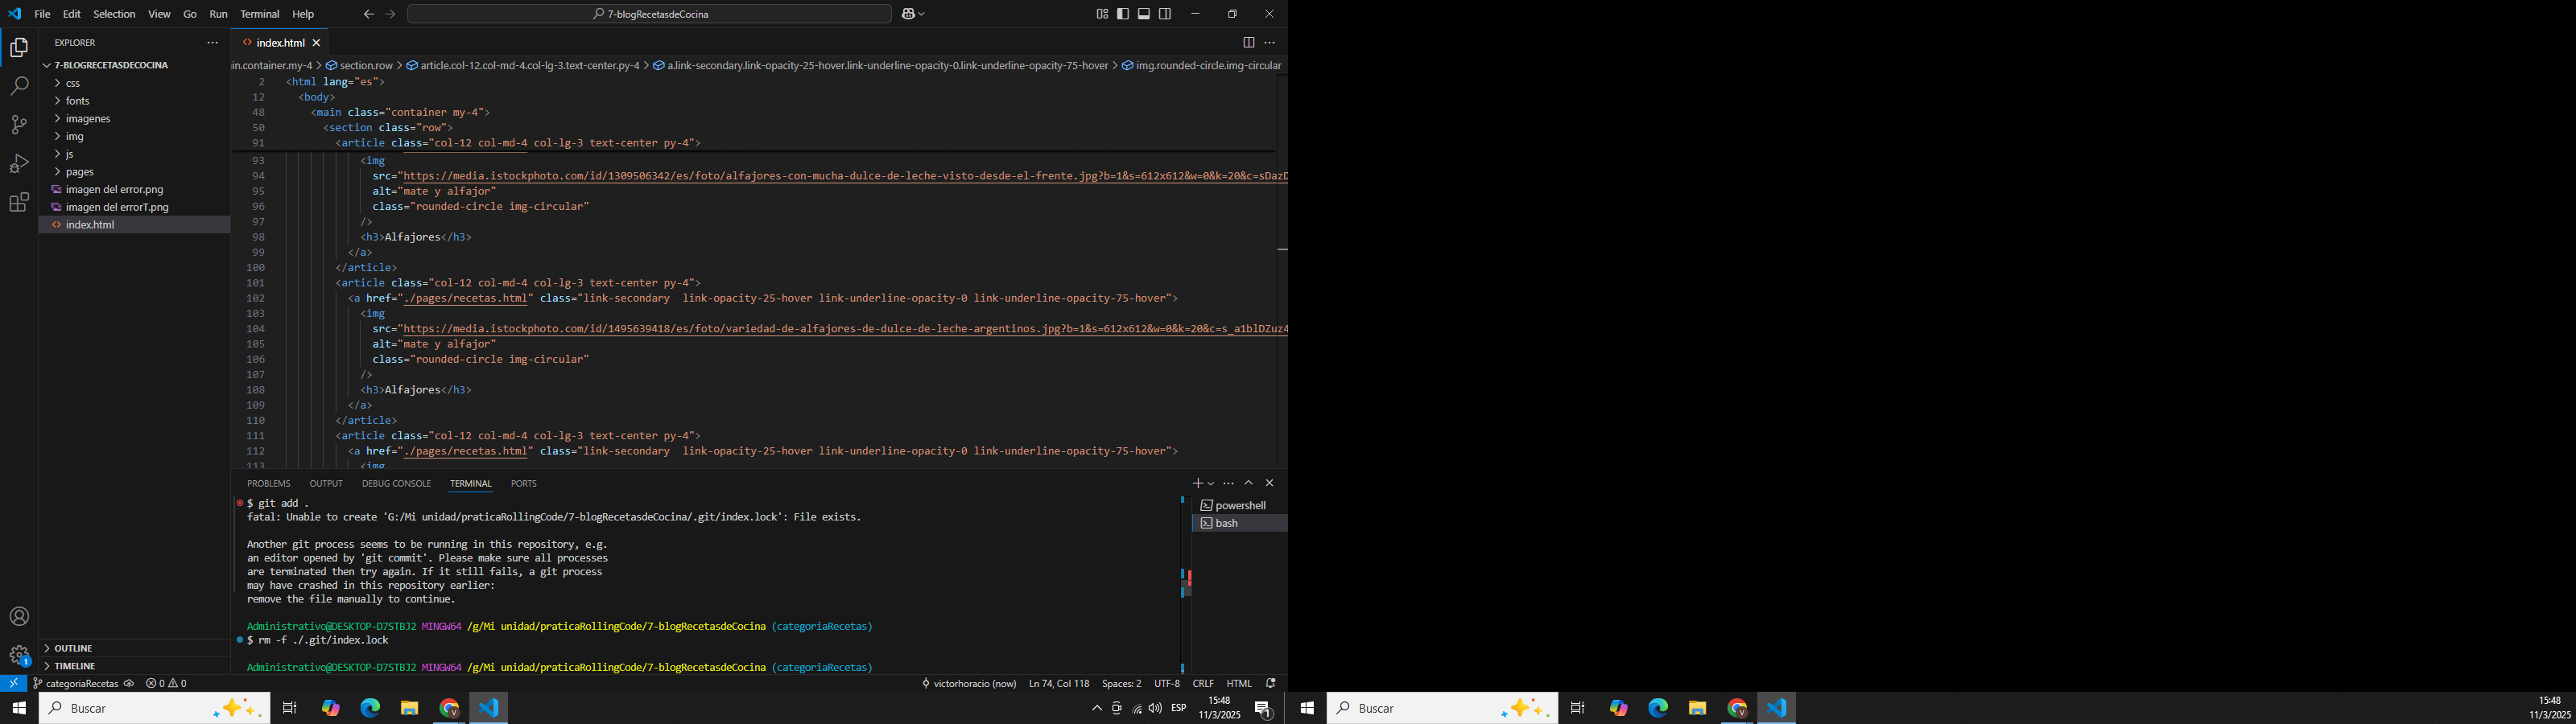 File Edit Selection View Go Run Terminal Help
7-blogRecetasdeCocina
EXPLORER
7-BLOGRECETASDECOCINA
css
fonts
imagenes
img
js
pages
imagen del error.png
imagen del errorT.png
index.html
OUTLINE
TIMELINE
index.html
in.container.my-4 > section.row > article.col-12.col-md-4.col-lg-3.text-center.py-4 > a.link-secondary.link-opacity-25-hover.link-underline-opacity-0.link-underline-opacity-75-hover > img.rounded-circle.img-circular
2 <html lang="es">
12 <body>
48 <main class="container my-4">
50 <section class="row">
91 <article class="col-12 col-md-4 col-lg-3 text-center py-4">
93 <img
94 src="https://media.istockphoto.com/id/1309506342/es/foto/alfajores-con-mucha-dulce-de-leche-visto-desde-el-frente.jpg?b=1&s=612x612&w=0&k=20&c=sDazD
95 alt="mate y alfajor"
96 class="rounded-circle img-circular"
97 />
98 <h3>Alfajores</h3>
99 </a>
100 </article>
101 <article class="col-12 col-md-4 col-lg-3 text-center py-4">
102 <a href="./pages/recetas.html" class="link-secondary  link-opacity-25-hover link-underline-opacity-0 link-underline-opacity-75-hover">
103 <img
104 src="https://media.istockphoto.com/id/1495639418/es/foto/variedad-de-alfajores-de-dulce-de-leche-argentinos.jpg?b=1&s=612x612&w=0&k=20&c=s_a1blDZuz4
105 alt="mate y alfajor"
106 class="rounded-circle img-circular"
107 />
108 <h3>Alfajores</h3>
109 </a>
110 </article>
111 <article class="col-12 col-md-4 col-lg-3 text-center py-4">
112 <a href="./pages/recetas.html" class="link-secondary  link-opacity-25-hover link-underline-opacity-0 link-underline-opacity-75-hover">
113 <img
PROBLEMS OUTPUT DEBUG CONSOLE TERMINAL PORTS
$ git add .
fatal: Unable to create 'G:/Mi unidad/praticaRollingCode/7-blogRecetasdeCocina/.git/index.lock': File exists.
Another git process seems to be running in this repository, e.g.
an editor opened by 'git commit'. Please make sure all processes
are terminated then try again. If it still fails, a git process
may have crashed in this repository earlier:
remove the file manually to continue.
Administrativo@DESKTOP-D7STBJ2 MINGW64 /g/Mi unidad/praticaRollingCode/7-blogRecetasdeCocina (categoriaRecetas)
$ rm -f ./.git/index.lock
Administrativo@DESKTOP-D7STBJ2 MINGW64 /g/Mi unidad/praticaRollingCode/7-blogRecetasdeCocina (categoriaRecetas)
powershell
bash
1
categoriaRecetas 0 0 victorhoracio (now) Ln 74, Col 118 Spaces: 2 UTF-8 CRLF HTML
Buscar
ESP
15:48
11/3/2025
1
Buscar
15:48
11/3/2025